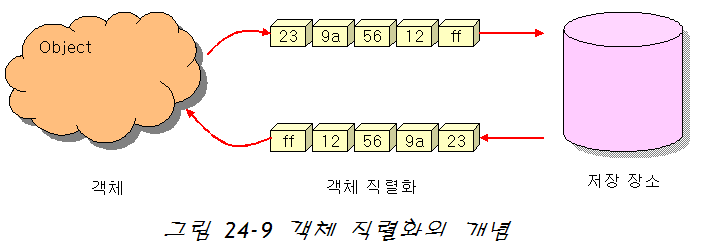 Object
23 9a 56 12 ff
ff 12 56 9a 23
객체
객체 직렬화
저장 장소
그림 24-9 객체 직렬화의 개념